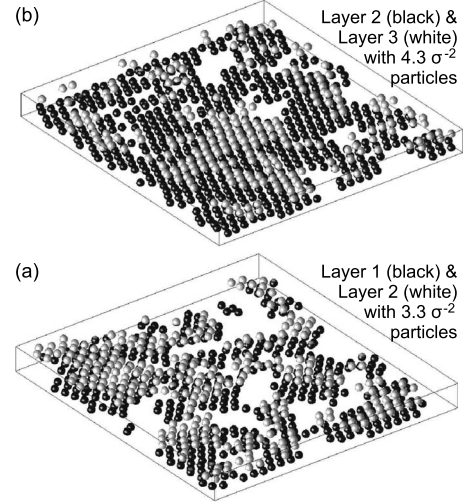 (b)
Layer 2 (black) &
Layer 3 (white)
with 4.3 σ⁻²
particles
(a)
Layer 1 (black) &
Layer 2 (white)
with 3.3 σ⁻²
particles